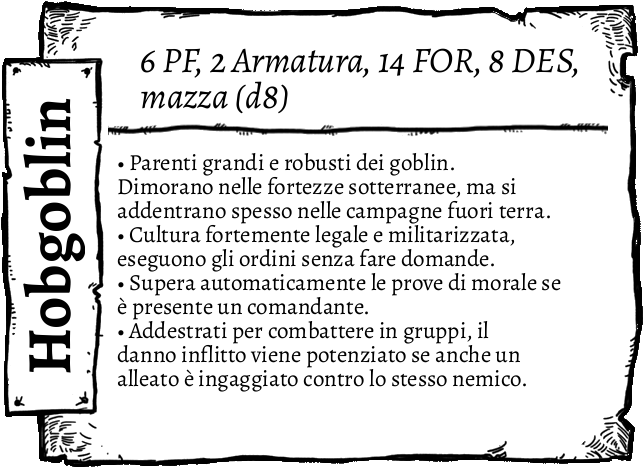 Hobgoblin
6 PF, 2 Armatura, 14 FOR, 8 DES,
mazza (d8)
• Parenti grandi e robusti dei goblin.
Dimorano nelle fortezze sotterranee, ma si
addentrano spesso nelle campagne fuori terra.
• Cultura fortemente legale e militarizzata,
eseguono gli ordini senza fare domande.
• Supera automaticamente le prove di morale se
è presente un comandante.
• Addestrati per combattere in gruppi, il
danno inflitto viene potenziato se anche un
alleato è ingaggiato contro lo stesso nemico.